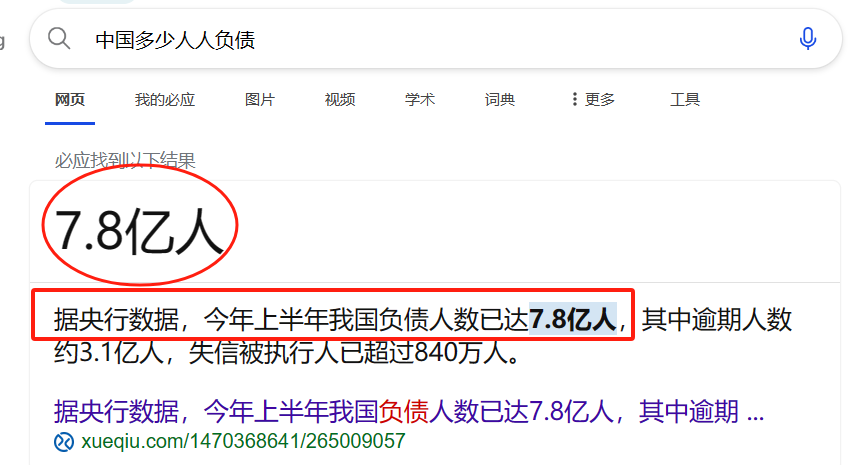 g
中国多少人人负债
网页 我的必应 图片 视频 学术 词典 更多 工具
必应找到以下结果
7.8亿人
据央行数据，今年上半年我国负债人数已达7.8亿人，其中逾期人数
约3.1亿人，失信被执行人已超过840万人。
据央行数据，今年上半年我国负债人数已达7.8亿人，其中逾期 ...
xueqiu.com/1470368641/265009057